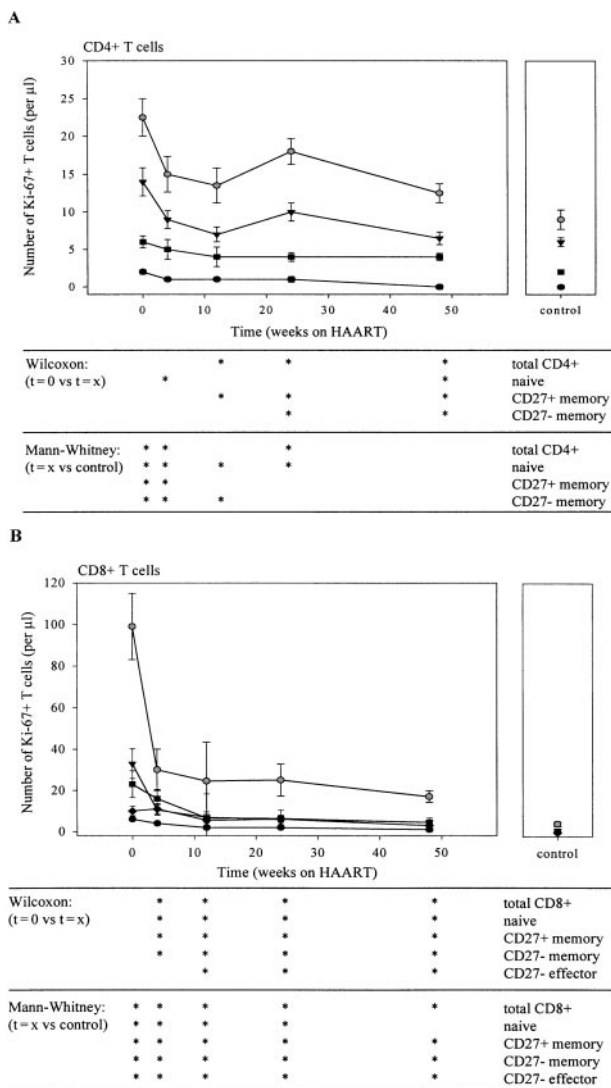 A
CD4+ T cells
30
25
20
15
10
5
0
Number of Ki-67+ T cells (per µl)
0 10 20 30 40 50
Time (weeks on HAART)
control
Wilcoxon: * * * total CD4+
(t = 0 vs t = x) * * naive
* * * CD27+ memory
* * CD27- memory
Mann-Whitney: * * * total CD4+
(t = x vs control) * * * * naive
* * CD27+ memory
* * * CD27- memory
B
CD8+ T cells
120
100
80
60
40
20
0
Number of Ki-67+ T cells (per µl)
0 10 20 30 40 50
Time (weeks on HAART)
control
Wilcoxon: * * * * total CD8+
(t = 0 vs t = x) * * * * naive
* * * * CD27+ memory
* * * * CD27- memory
* * * CD27- effector
Mann-Whitney: * * * * * total CD8+
(t = x vs control) * * * * naive
* * * * * CD27+ memory
* * * * * CD27- memory
* * * * * CD27- effector